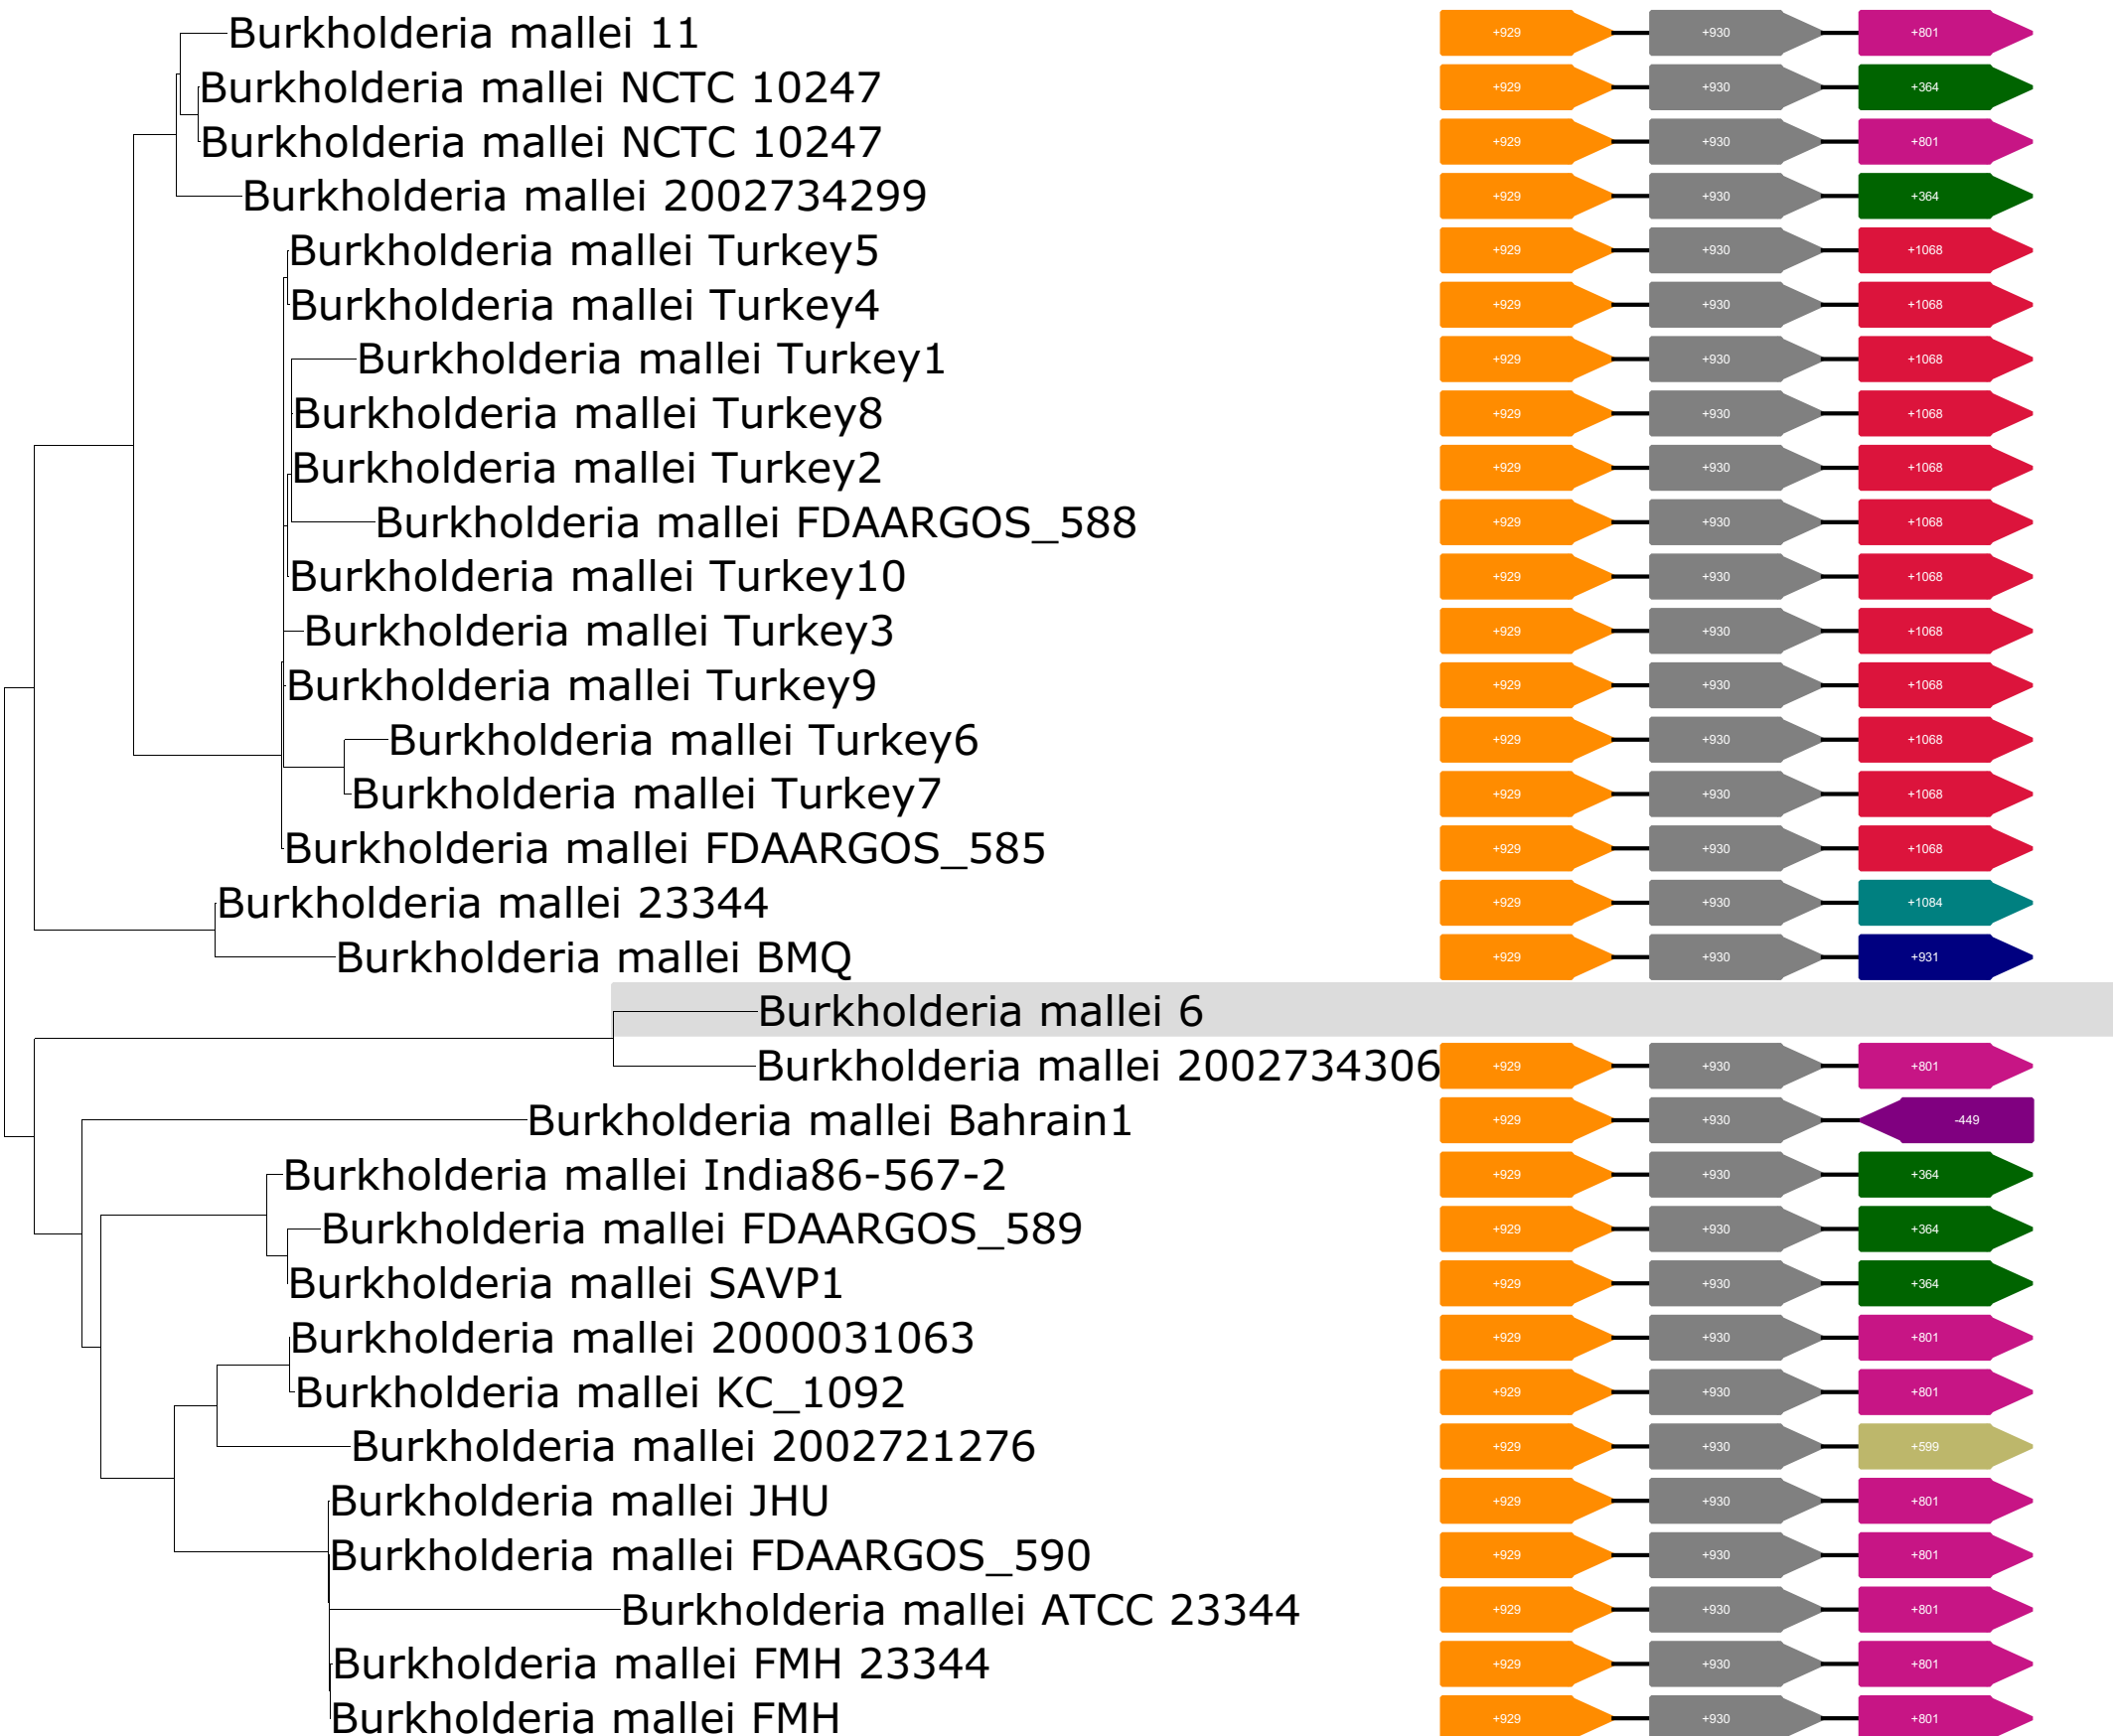 Burkholderia mallei 11 +929 +930 +801
Burkholderia mallei NCTC 10247 +929 +930 +364
Burkholderia mallei NCTC 10247 +929 +930 +801
Burkholderia mallei 2002734299 +929 +930 +364
Burkholderia mallei Turkey5 +929 +930 +1068
Burkholderia mallei Turkey4 +929 +930 +1068
Burkholderia mallei Turkey1 +929 +930 +1068
Burkholderia mallei Turkey8 +929 +930 +1068
Burkholderia mallei Turkey2 +929 +930 +1068
Burkholderia mallei FDAARGOS_588 +929 +930 +1068
Burkholderia mallei Turkey10 +929 +930 +1068
Burkholderia mallei Turkey3 +929 +930 +1068
Burkholderia mallei Turkey9 +929 +930 +1068
Burkholderia mallei Turkey6 +929 +930 +1068
Burkholderia mallei Turkey7 +929 +930 +1068
Burkholderia mallei FDAARGOS_585 +929 +930 +1068
Burkholderia mallei 23344 +929 +930 +1084
Burkholderia mallei BMQ +929 +930 +931
Burkholderia mallei 6
Burkholderia mallei 2002734306 +929 +930 +801
Burkholderia mallei Bahrain1 +929 +930 -449
Burkholderia mallei India86-567-2 +929 +930 +364
Burkholderia mallei FDAARGOS_589 +929 +930 +364
Burkholderia mallei SAVP1 +929 +930 +364
Burkholderia mallei 2000031063 +929 +930 +801
Burkholderia mallei KC_1092 +929 +930 +801
Burkholderia mallei 2002721276 +929 +930 +599
Burkholderia mallei JHU +929 +930 +801
Burkholderia mallei FDAARGOS_590 +929 +930 +801
Burkholderia mallei ATCC 23344 +929 +930 +801
Burkholderia mallei FMH 23344 +929 +930 +801
Burkholderia mallei FMH +929 +930 +801